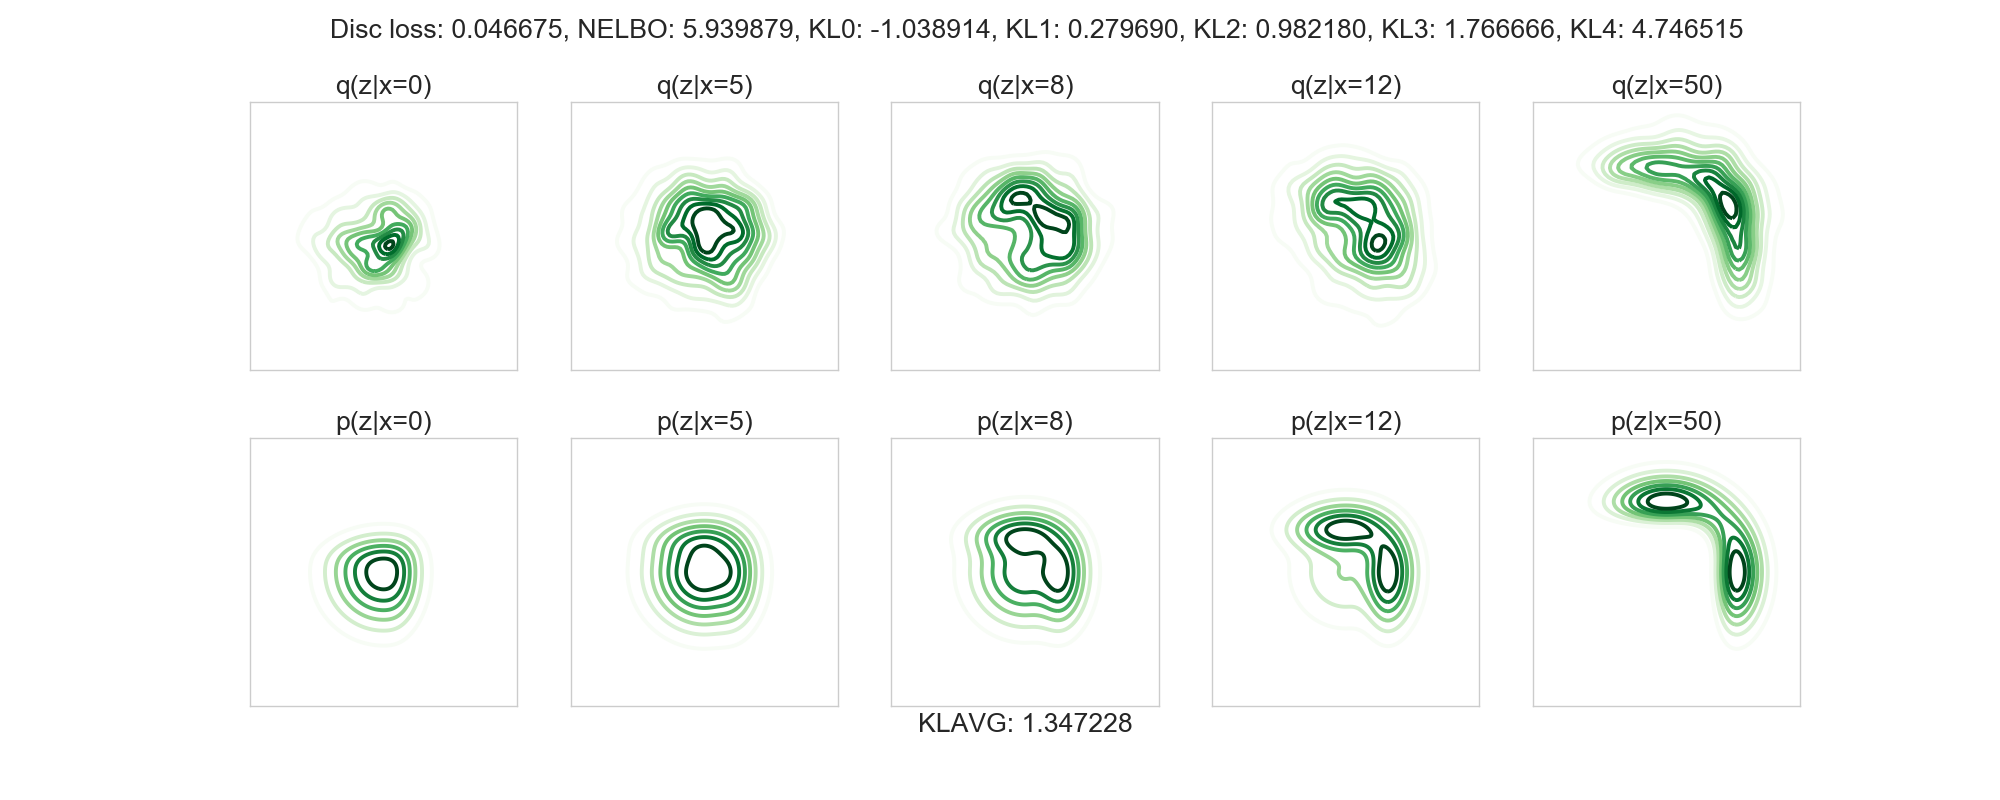 Disc loss: 0.046675, NELBO: 5.939879, KL0: -1.038914, KL1: 0.279690, KL2: 0.982180, KL3: 1.766666, KL4: 4.746515
q(z|x=0) q(z|x=5) q(z|x=8) q(z|x=12) q(z|x=50)
p(z|x=0) p(z|x=5) p(z|x=8) p(z|x=12) p(z|x=50)
KLAVG: 1.347228